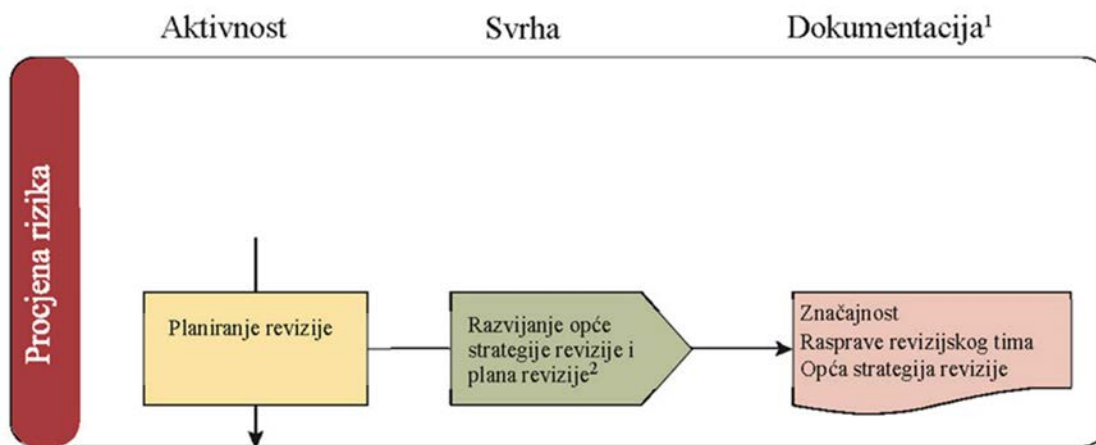 Aktivnost
Svrha
Dokumentacija¹
Procjena rizika
Planiranje revizije
Razvijanje opće
strategije revizije i
plana revizije²
Značajnost
Rasprave revizijskog tima
Opća strategija revizije